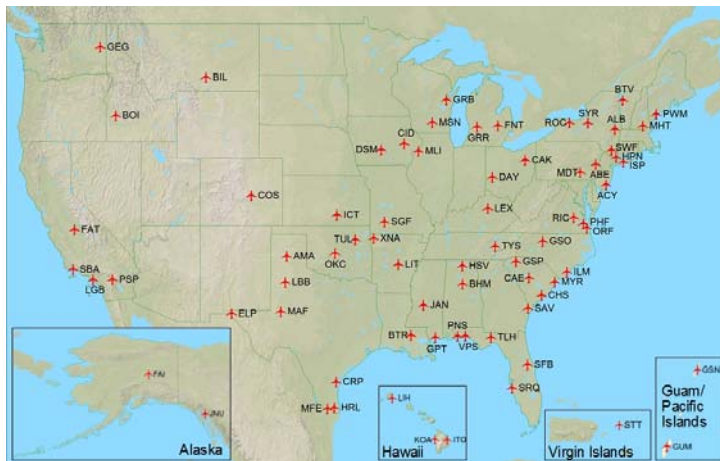 GEG
BIL
BOI
BTV
GRB
PWM
SYR
ALB
MSN
ROC
MHT
GRR
FNT
CID
SWF
DSM
MLI
HPN
CAK
ISP
MDT
ABE
DAY
ACY
COS
LEX
ICT
RIC
PHF
SGF
ORF
FAT
TUL
XNA
TYS
GSO
AMA
OKC
GSP
LIT
HSV
ILM
SBA
PSP
CAE
MYR
LGB
LBB
BHM
CHS
JAN
SAV
ELP
MAF
PNS
BTR
GPT
VPS
TLH
SFB
GSN
FAI
CRP
SRQ
Guam/
Pacific
Islands
LIH
MFE
HRL
JNU
STT
KOA
ITO
GUM
Alaska
Hawaii
Virgin Islands